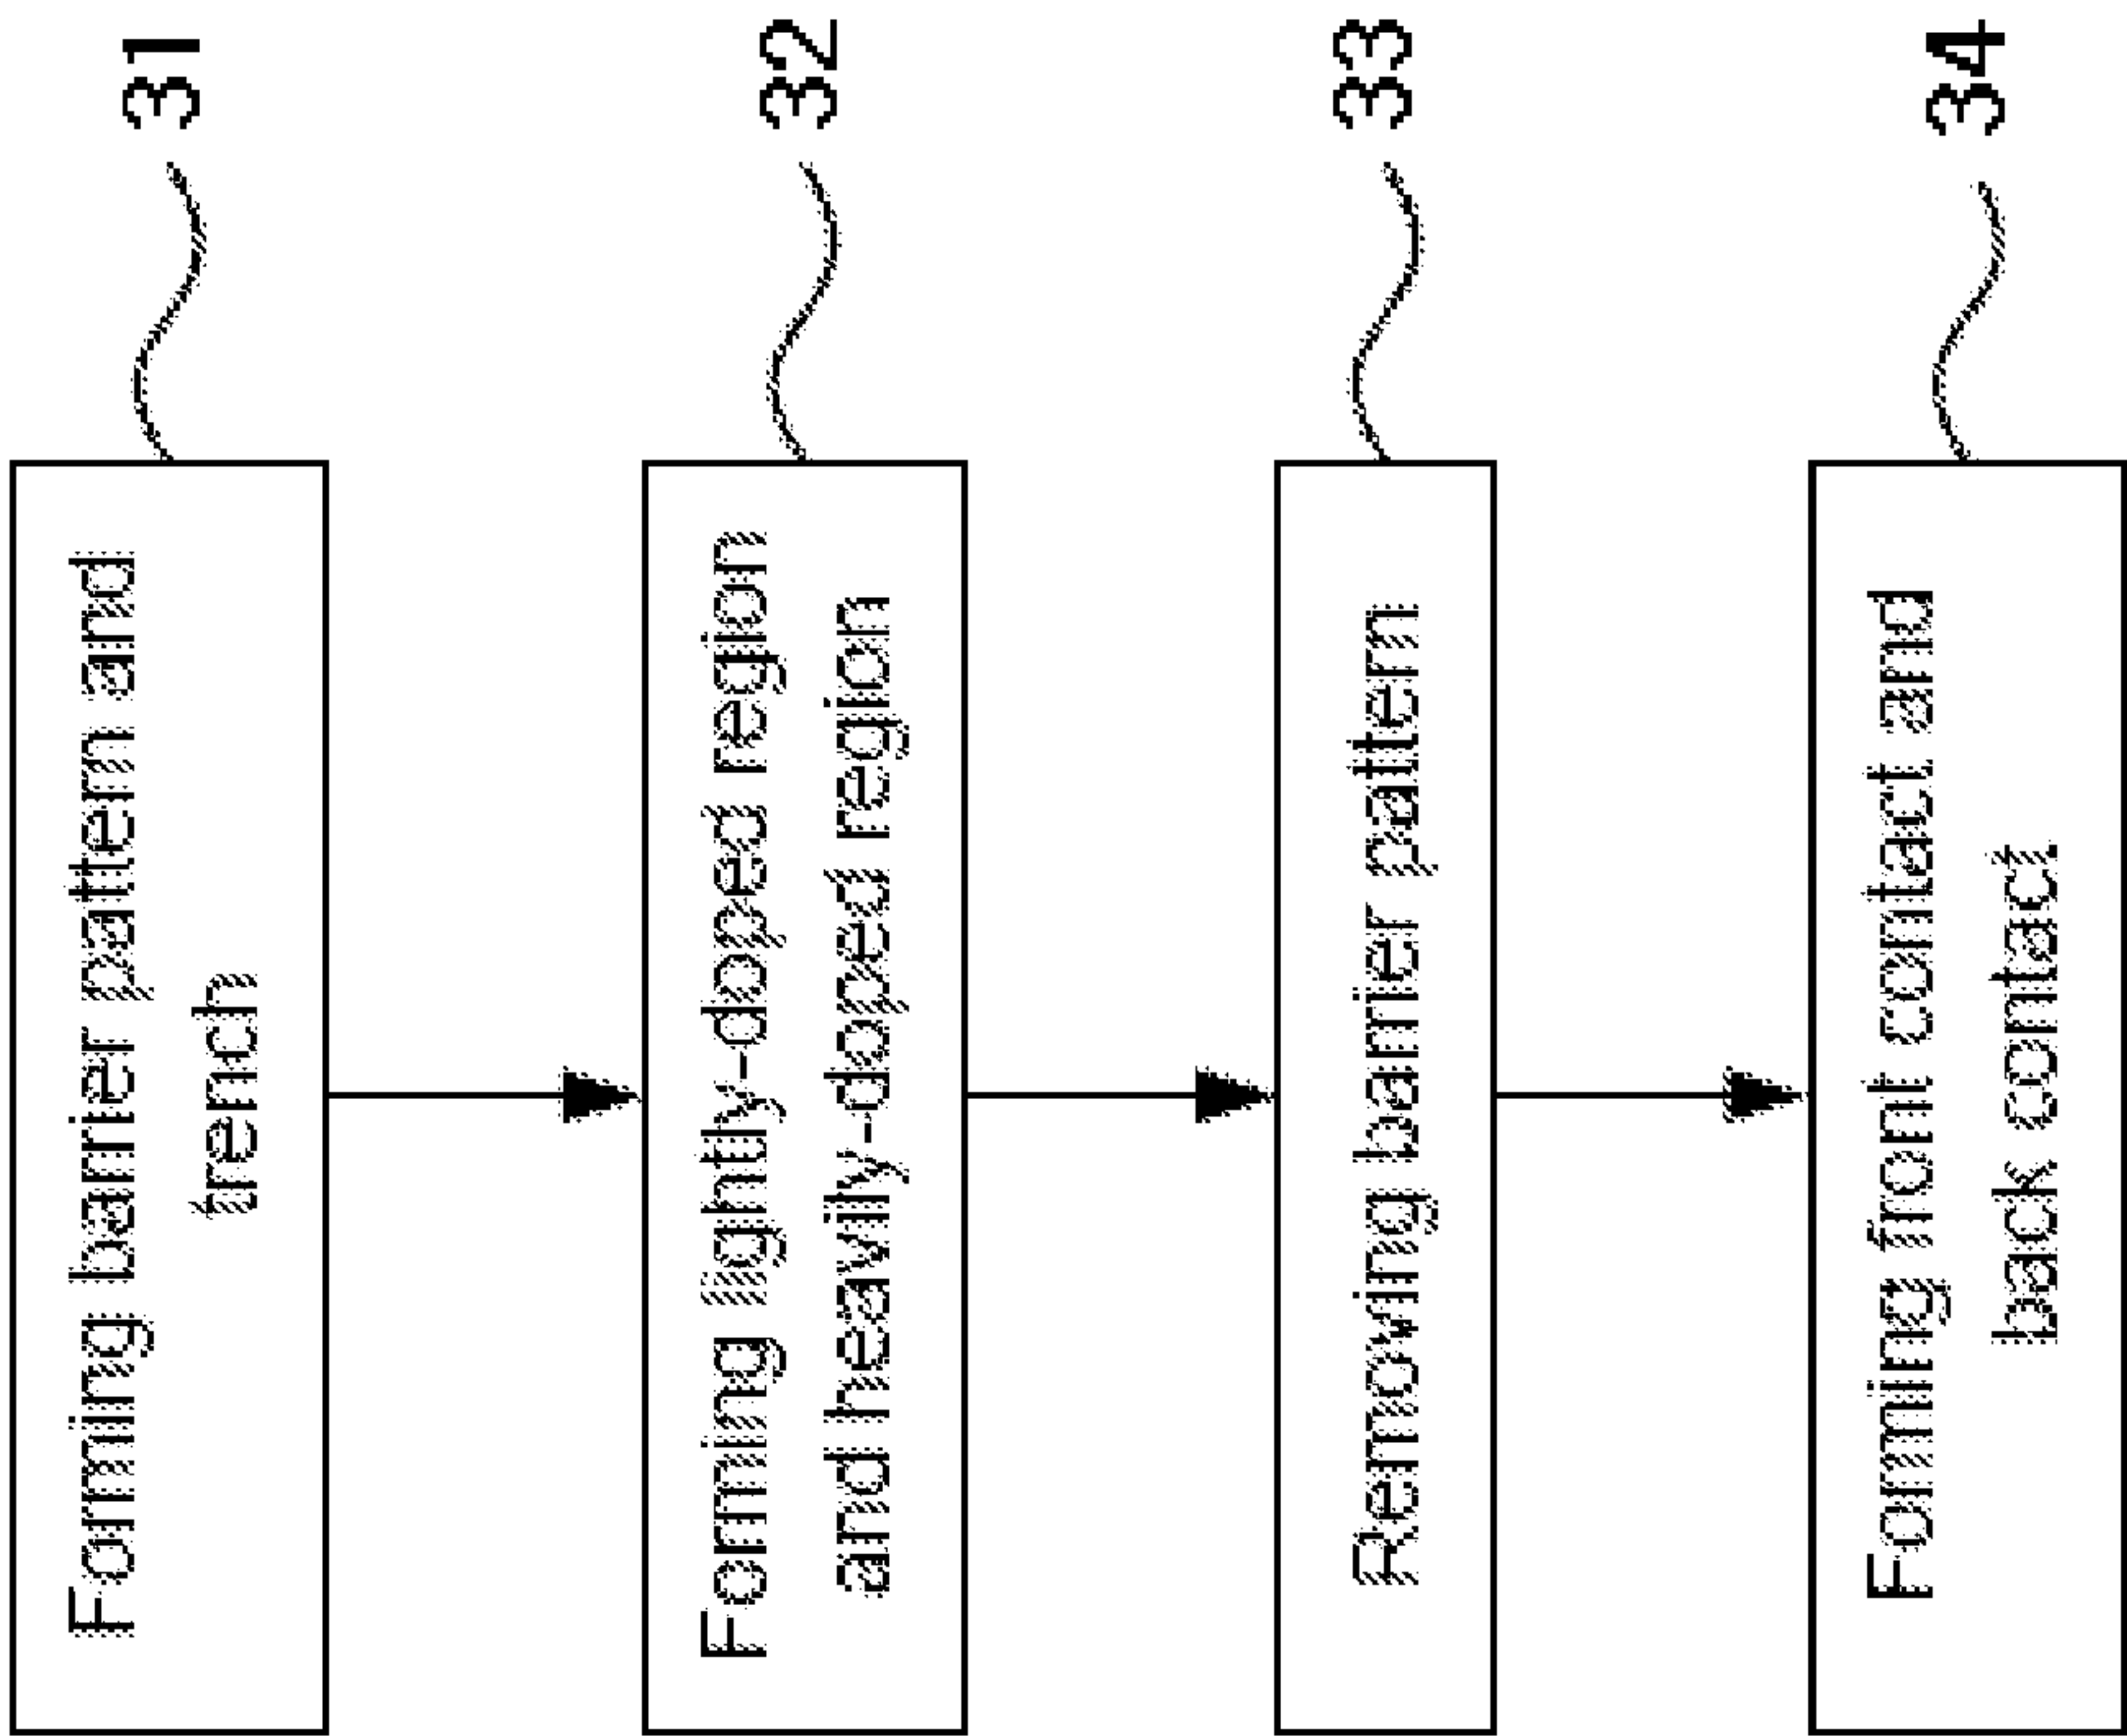 Forming barrier pattern and
trench
31
Forming lightly-doped region
and heavily-doped region
32
Removing barrier pattern
33
Forming front contact and
back contact
34